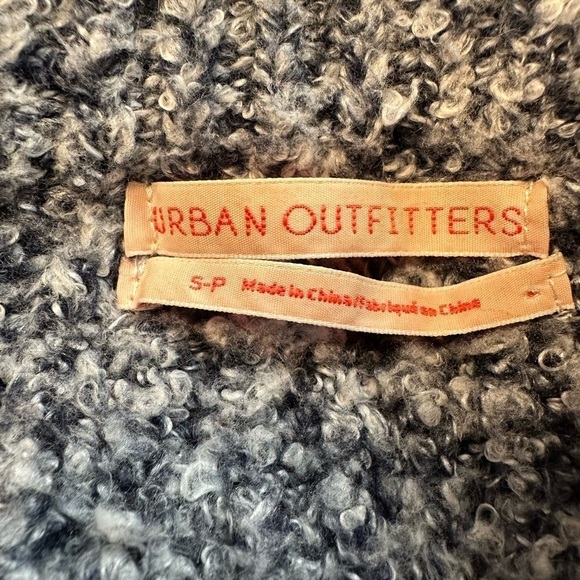 URBAN OUTFITTERS
S-P Made in China/Fabriqué en Chine